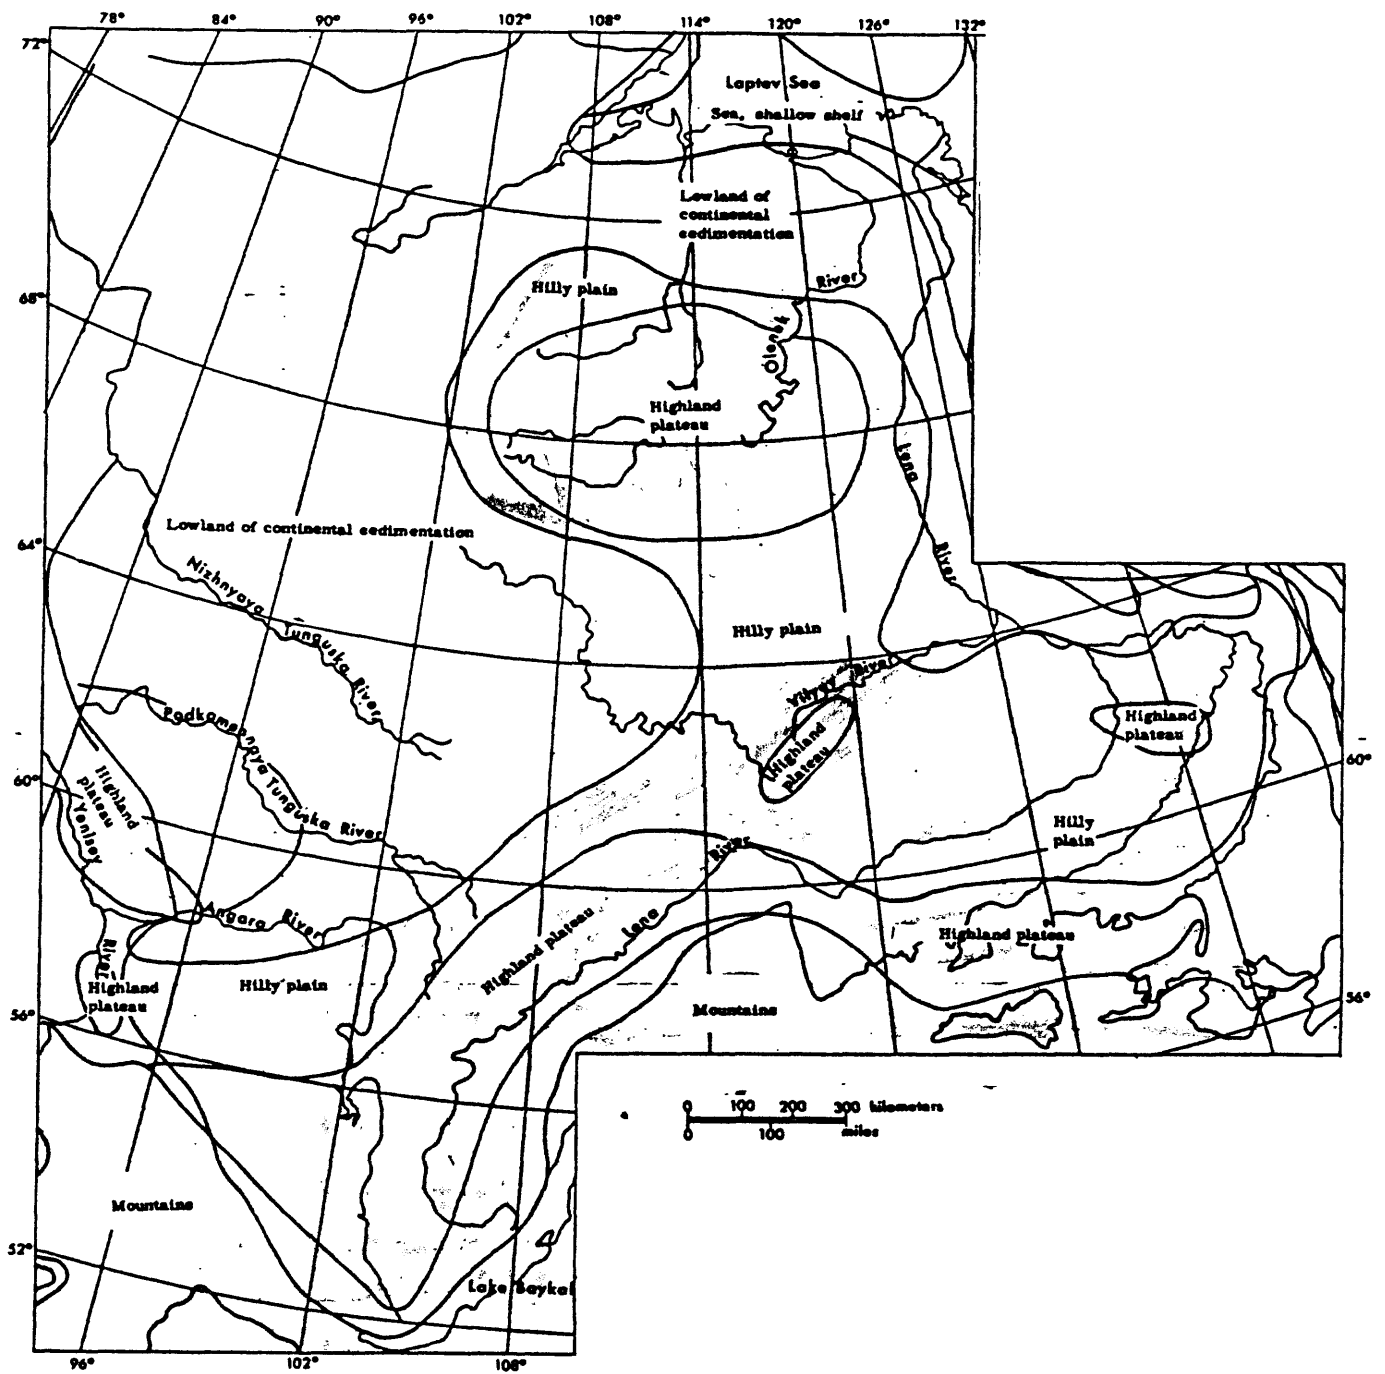 78° 84° 90° 96° 102° 108° 114° 120° 126° 132°
72°
Laptev Sea
Sea, shallow shelf
Lowland of
continental
sedimentation
68°
Hilly plain
River
Olenek
Highland
plateau
Lena
River
Lowland of continental sedimentation
64°
Nizhnyaya Tunguska River
Hilly plain
Vilyuy River
Podkamennaya Tunguska River
Highland
plateau
Highland
plateau
60°
60°
Highland
plateau
Yenisey
River
Hilly
plain
River
Lena
Angara River
Highland plateau
Highland plateau
Highland
plateau
Hilly plain
Mountains
56°
56°
0 100 200 300 kilometers
0 100 miles
Mountains
52°
Lake Baykal
96° 102° 108°